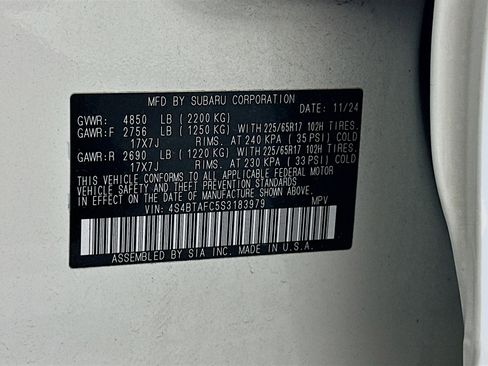 MFD BY SUBARU CORPORATION
DATE: 11/24
GVWR: 4850 LB (2200 KG)
GAWR:F 2756 LB (1250 KG) WITH 225/65R17 102H TIRES.
17X7J RIMS. AT 240 KPA (35 PSI) COLD
GAWR:R 2690 LB (1220 KG) WITH 225/65R17 102H TIRES.
17X7J RIMS. AT 230 KPA (33 PSI) COLD
THIS VEHICLE CONFORMS TO ALL APPLICABLE FEDERAL MOTOR
VEHICLE SAFETY AND THEFT PREVENTION STANDARDS
IN EFFECT ON THE DATE OF MANUFACTURE SHOWN ABOVE.
VIN: 4S4BTAFC5S3183979 MPV
ASSEMBLED BY SIA INC. MADE IN U.S.A.